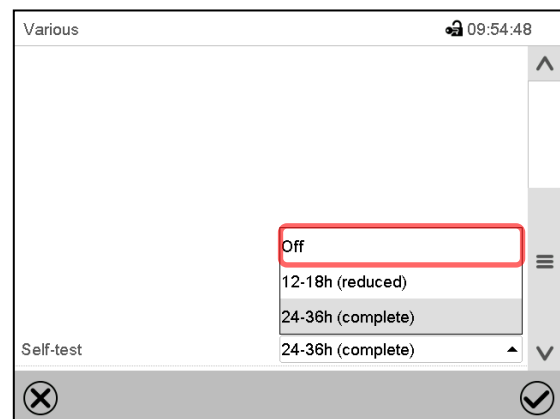 Various 09:54:48
Off
12-18h (reduced)
24-36h (complete)
Self-test 24-36h (complete)